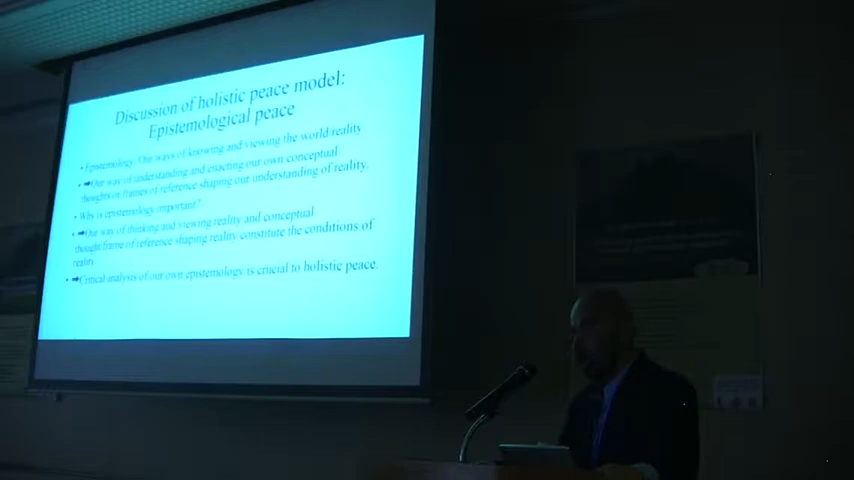 Discussion of holistic peace model:
Epistemological peace
• Epistemology: Our ways of knowing and viewing the world reality
• ➡Our way of understanding and enacting our own conceptual
thoughts or frames of reference shaping our understanding of reality.
• Why is epistemology important?
• ➡Our way of thinking and viewing reality and conceptual
thought/frame of reference shaping reality constitute the conditions of
reality
• ➡Critical analysis of our own epistemology is crucial to holistic peace.